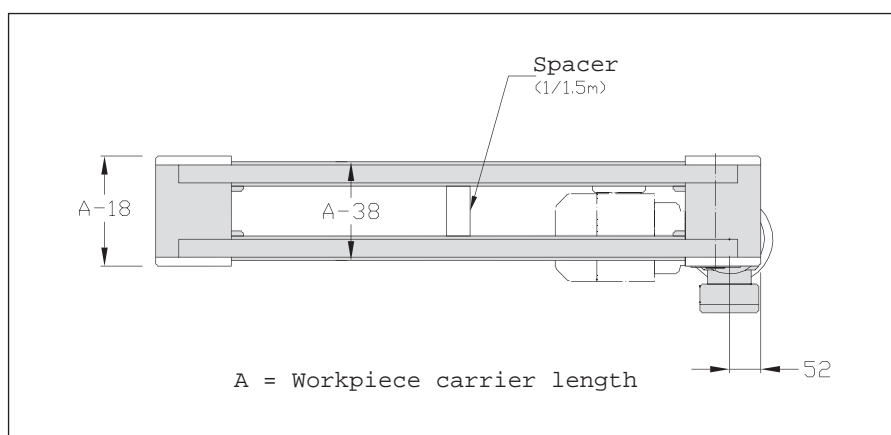 Spacer
(1/1.5m)
A-18
A-38
A = Workpiece carrier length
52